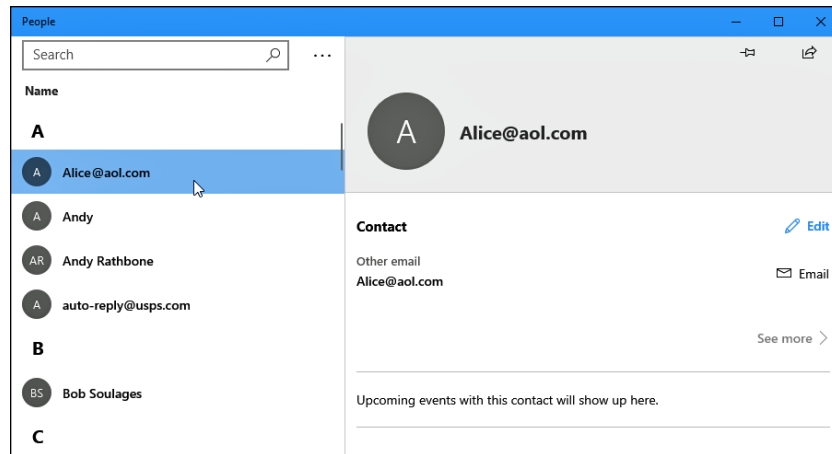 People
Search
...
Name
A
A Alice@aol.com
A Andy
AR Andy Rathbone
A auto-reply@usps.com
B
BS Bob Soulages
C
A Alice@aol.com
Contact
Edit
Other email
Alice@aol.com
Email
See more
Upcoming events with this contact will show up here.